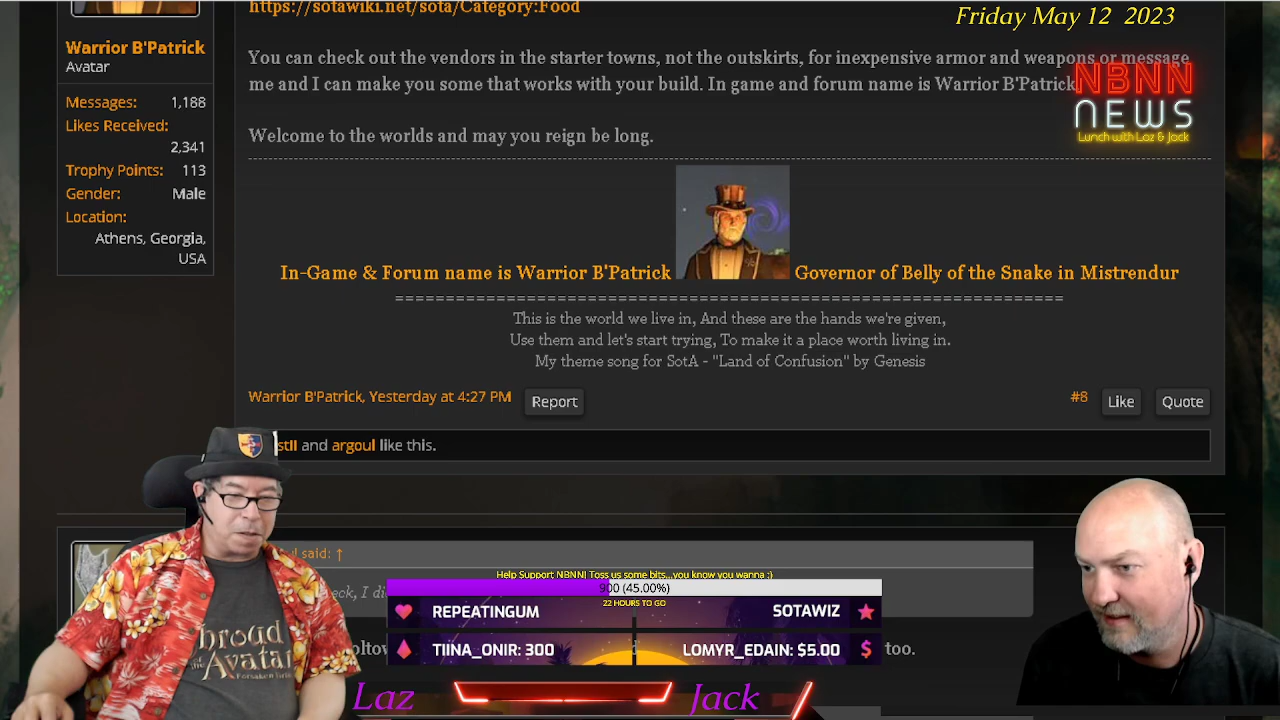 https://sotawiki.net/sota/Category:Food
Friday May 12 2023
Warrior B'Patrick
Avatar
Messages: 1,188
Likes Received: 2,341
Trophy Points: 113
Gender: Male
Location:
Athens, Georgia,
USA
You can check out the vendors in the starter towns, not the outskirts, for inexpensive armor and weapons or message
me and I can make you some that works with your build. In game and forum name is Warrior B'Patrick
NBNN
NEWS
Lunch with Laz & Jack
Welcome to the worlds and may you reign be long.
In-Game & Forum name is Warrior B'Patrick Governor of Belly of the Snake in Mistrendur
==================================================================
This is the world we live in, And these are the hands we're given,
Use them and let's start trying, To make it a place worth living in.
My theme song for SotA - "Land of Confusion" by Genesis
Warrior B'Patrick, Yesterday at 4:27 PM Report #8 Like Quote
and argoul like this.
said: ↑
Help Support NBNN! Toss us some bits...you know you wanna :)
900 (45.00%)
22 HOURS TO GO
REPEATINGUM SOTAWIZ
TIINA_ONIR: 300 LOMYR_EDAIN: $5.00
too.
Shroud
of the Avatar
Laz Jack